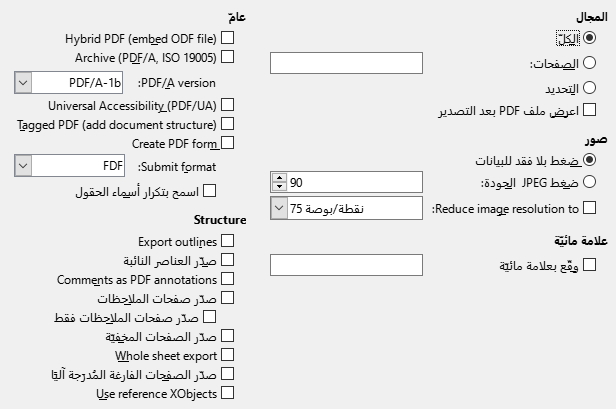 المجال
الكلّ
الصفحات:
التحديد
اعرض ملف PDF بعد التصدير
صور
ضغط بلا فقد للبيانات
ضغط JPEG الجودة:
90
Reduce image resolution to:
75 نقطة/بوصة
علامة مائيّة
وقّع بعلامة مائيّة
عامّ
Hybrid PDF (embed ODF file)
Archive (PDF/A, ISO 19005)
PDF/A version:
PDF/A-1b
Universal Accessibility (PDF/UA)
Tagged PDF (add document structure)
Create PDF form
Submit format:
FDF
اسمح بتكرار أسماء الحقول
Structure
Export outlines
صدّر العناصر النائبة
Comments as PDF annotations
صدّر صفحات الملاحظات
صدّر صفحات الملاحظات فقط
صدّر الصفحات المخفيّة
Whole sheet export
صدّر الصفحات الفارغة المُدرَجة آليًا
Use reference XObjects